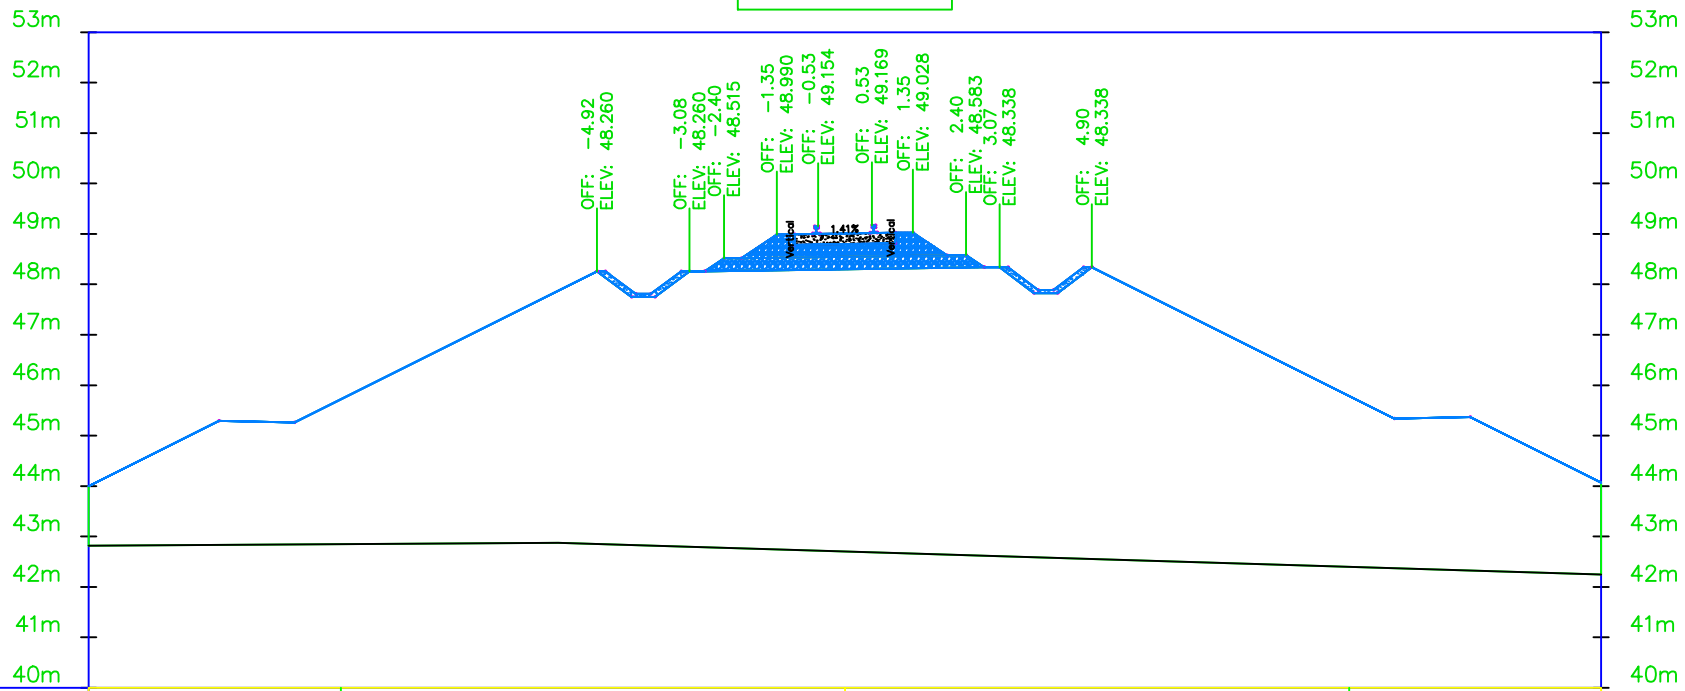 53m
52m
51m
50m
49m
48m
47m
46m
45m
44m
43m
42m
41m
40m
OFF: -4.92
ELEV: 48.260
OFF: -3.08
ELEV: 48.260
OFF: -2.40
ELEV: 48.515
OFF: -1.35
ELEV: 48.990
OFF: -0.53
ELEV: 49.154
OFF: 0.53
ELEV: 49.169
OFF: 1.35
ELEV: 49.028
OFF: 2.40
ELEV: 48.583
OFF: 3.07
ELEV: 48.338
OFF: 4.90
ELEV: 48.338
Vertical
1.41%
Vertical
53m
52m
51m
50m
49m
48m
47m
46m
45m
44m
43m
42m
41m
40m